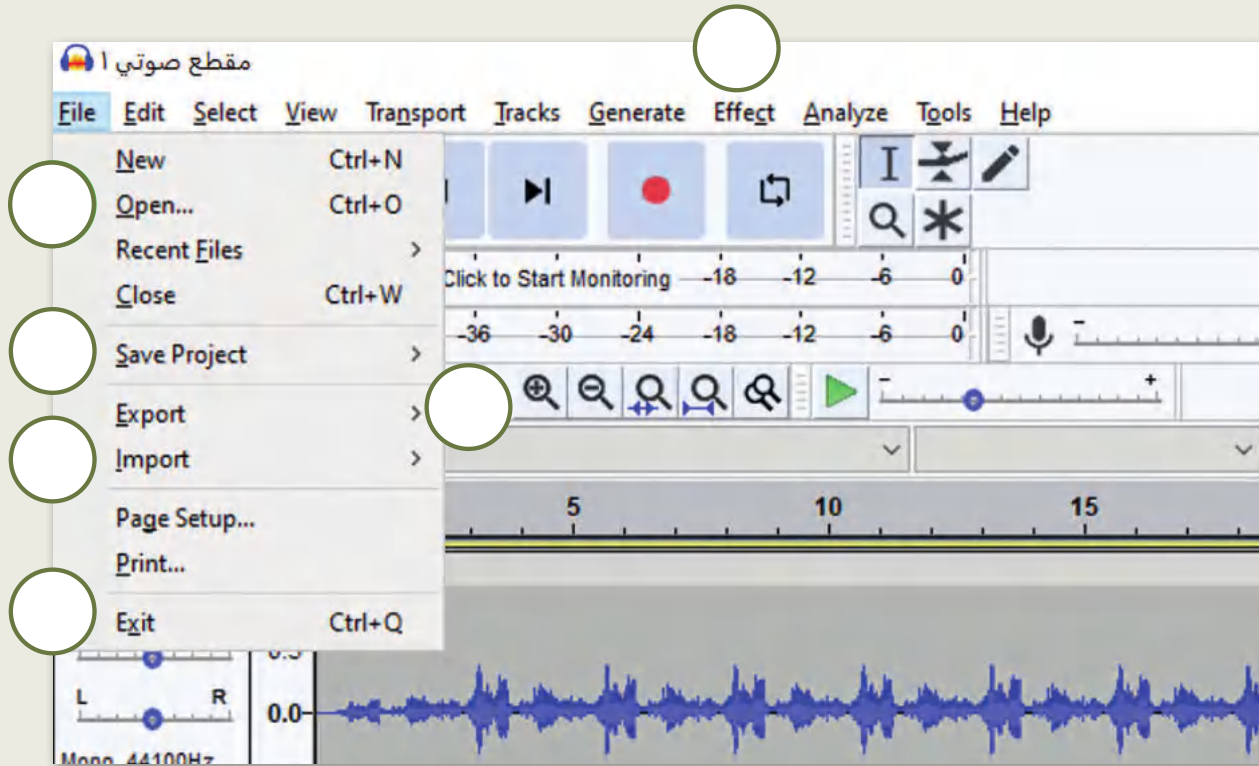 مقطع صوتي ١
File Edit Select View Transport Tracks Generate Effect Analyze Tools Help
New Ctrl+N
Open... Ctrl+O
Recent Files >
Close Ctrl+W
Click to Start Monitoring -18 -12 -6 0
-36 -30 -24 -18 -12 -6 0
Save Project >
- +
Export >
Import >
5 10 15
Page Setup...
Print...
Exit Ctrl+Q
L R
0.0
Mono, 44100Hz